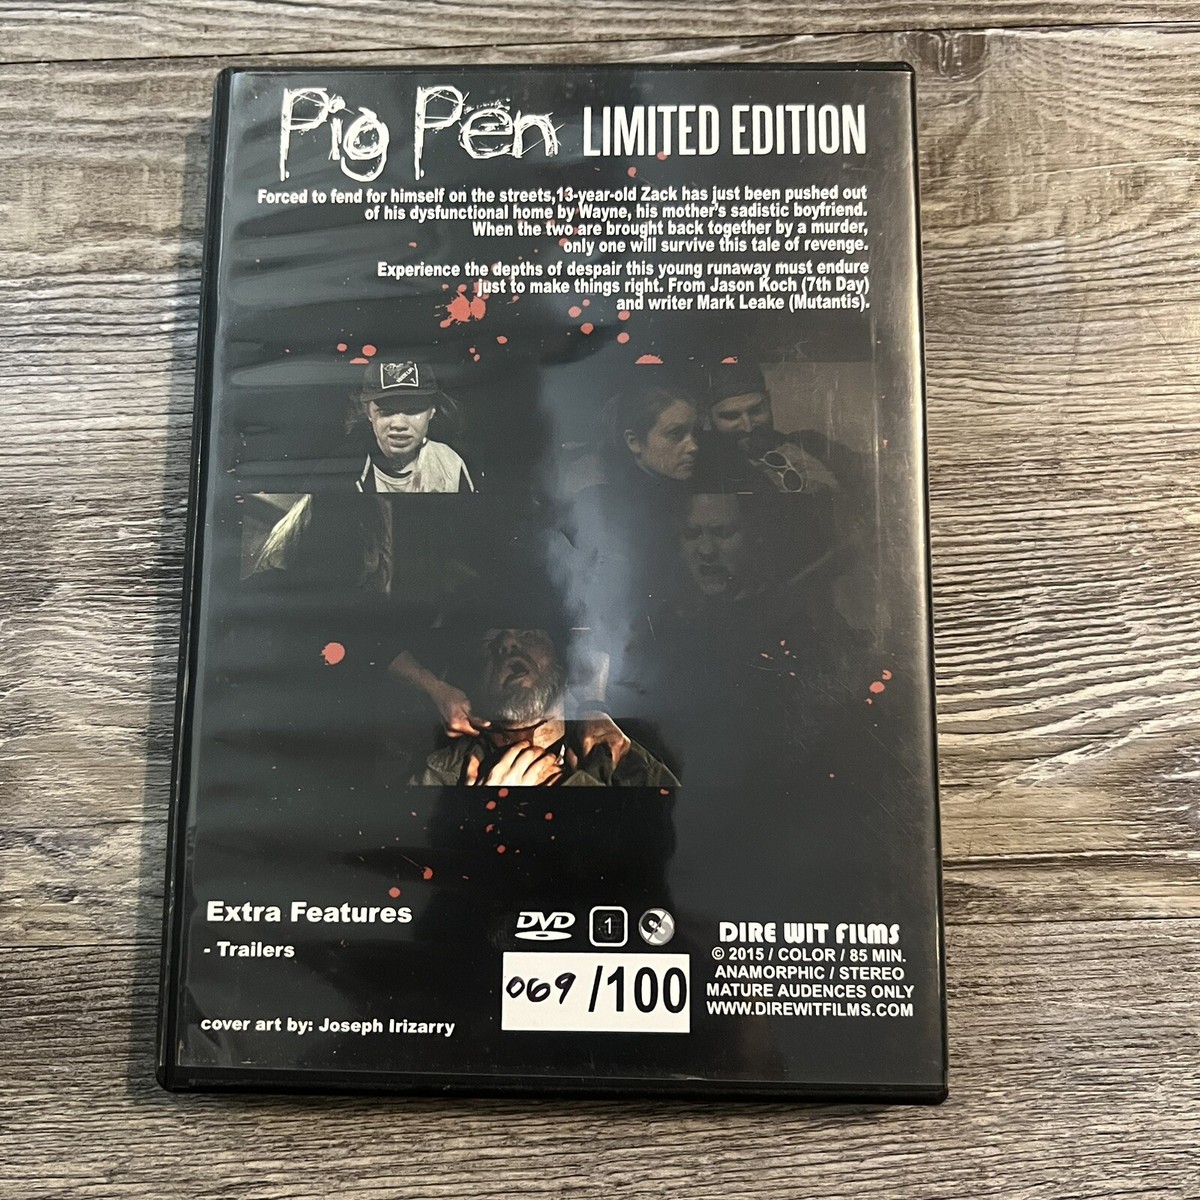 Pig Pen LIMITED EDITION
Forced to fend for himself on the streets,13-year-old Zack has just been pushed out
of his dysfunctional home by Wayne, his mother's sadistic boyfriend.
When the two are brought back together by a murder,
only one will survive this tale of revenge.
Experience the depths of despair this young runaway must endure
just to make things right. From Jason Koch (7th Day)
and writer Mark Leake (Mutantis).
Extra Features
- Trailers
cover art by: Joseph Irizarry
DVD 1
069/100
DIRE WIT FILMS
© 2015 / COLOR / 85 MIN.
ANAMORPHIC / STEREO
MATURE AUDENCES ONLY
WWW.DIREWITFILMS.COM